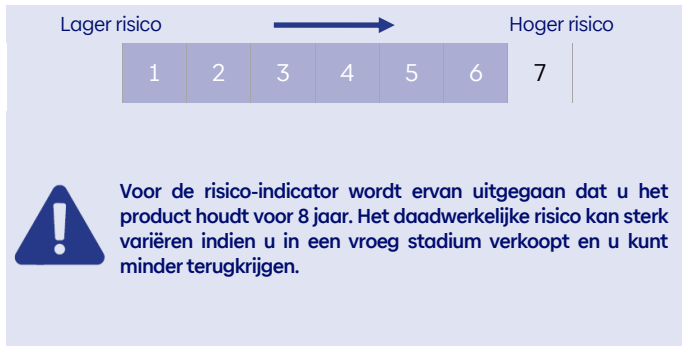 Lager risico Hoger risico
1 2 3 4 5 6 7
Voor de risico-indicator wordt ervan uitgegaan dat u het
product houdt voor 8 jaar. Het daadwerkelijke risico kan sterk
variëren indien u in een vroeg stadium verkoopt en u kunt
minder terugkrijgen.